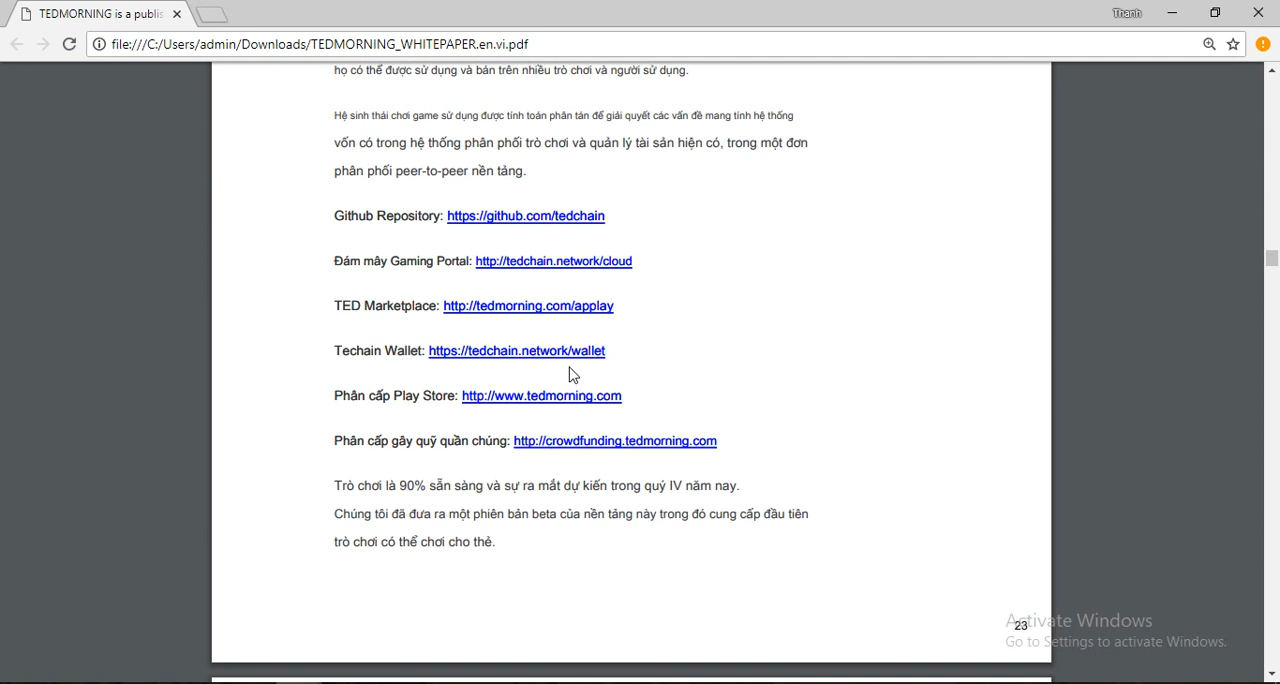 TEDMORNING is a publis
Thanh
file:///C:/Users/admin/Downloads/TEDMORNING_WHITEPAPER.en.vi.pdf
họ có thể được sử dụng và bán trên nhiều trò chơi và người sử dụng.
Hệ sinh thái chơi game sử dụng được tính toán phân tán để giải quyết các vấn đề mang tính hệ thống
vốn có trong hệ thống phân phối trò chơi và quản lý tài sản hiện có, trong một đơn
phân phối peer-to-peer nền tảng.
Github Repository: https://github.com/tedchain
Đám mây Gaming Portal: http://tedchain.network/cloud
TED Marketplace: http://tedmorning.com/applay
Techain Wallet: https://tedchain.network/wallet
Phân cấp Play Store: http://www.tedmorning.com
Phân cấp gây quỹ quần chúng: http://crowdfunding.tedmorning.com
Trò chơi là 90% sẵn sàng và sự ra mắt dự kiến trong quý IV năm nay.
Chúng tôi đã đưa ra một phiên bản beta của nền tảng này trong đó cung cấp đầu tiên
trò chơi có thể chơi cho thẻ.
Activate Windows
23
Go to Settings to activate Windows.